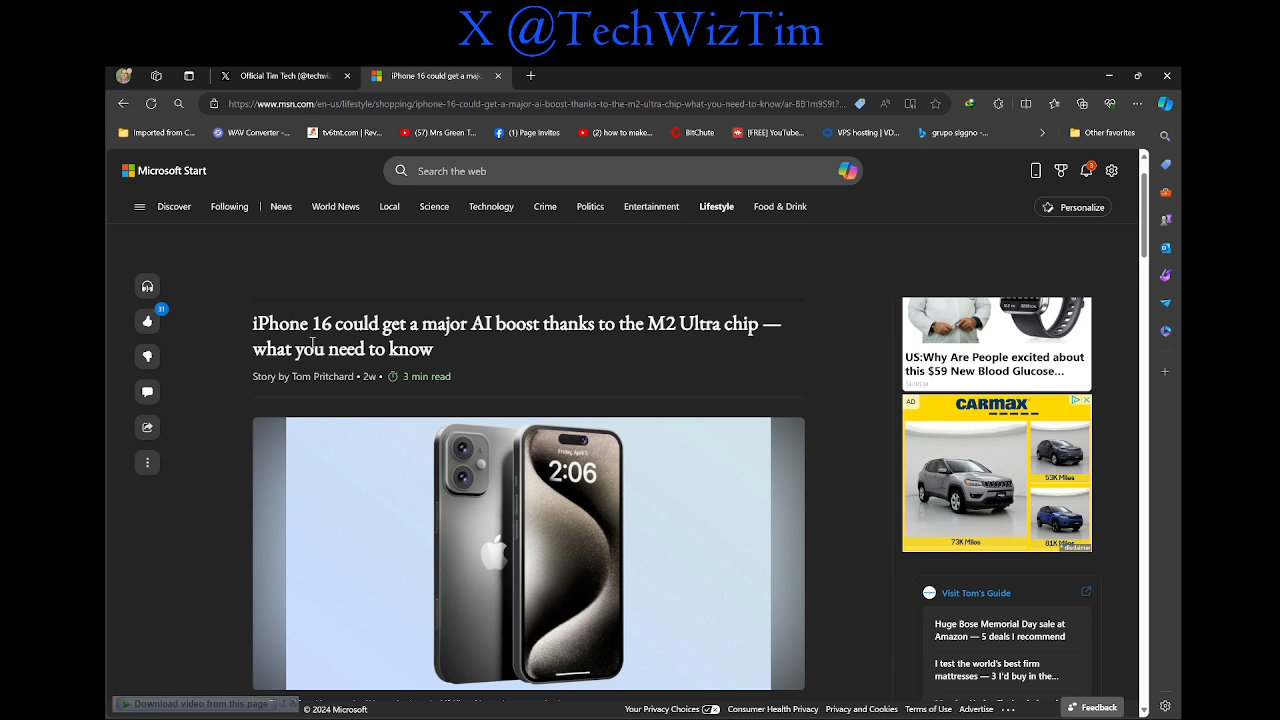 X @TechWizTim
Official Tim Tech (@techwi
iPhone 16 could get a majo
https://www.msn.com/en-us/lifestyle/shopping/iphone-16-could-get-a-major-ai-boost-thanks-to-the-m2-ultra-chip-what-you-need-to-know/ar-BB1m9S9t?...
Imported from C...
WAV Converter -...
tv6tnt.com | Rev...
(57) Mrs Green T...
(1) Page Invites
(2) how to make...
BitChute
[FREE] YouTube...
VPS hosting | VD...
grupo siggno -...
Other favorites
Microsoft Start
Search the web
3
Discover
Following
News
World News
Local
Science
Technology
Crime
Politics
Entertainment
Lifestyle
Food & Drink
Personalize
31
iPhone 16 could get a major AI boost thanks to the M2 Ultra chip —
what you need to know
Story by Tom Pritchard • 2w • 3 min read
Friday, April 5
2:06
US:Why Are People excited about
this $59 New Blood Glucose...
AD
CARMAX
53K Miles
73K Miles
81K Miles
disclaimer
Visit Tom's Guide
Huge Bose Memorial Day sale at
Amazon — 5 deals I recommend
I test the world's best firm
mattresses — 3 I'd buy in the...
Download video from this page
? X
© 2024 Microsoft
Your Privacy Choices
Consumer Health Privacy
Privacy and Cookies
Terms of Use
Advertise
Feedback